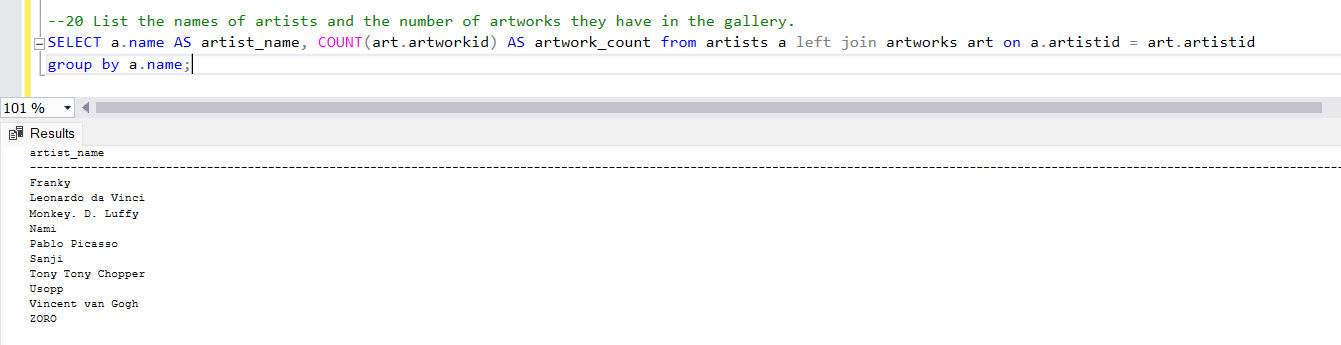 --20 List the names of artists and the number of artworks they have in the gallery.
SELECT a.name AS artist_name, COUNT(art.artworkid) AS artwork_count from artists a left join artworks art on a.artistid = art.artistid
group by a.name;
101 %
Results
artist_name
--------------------------------------------------------------------------------
Franky
Leonardo da Vinci
Monkey. D. Luffy
Nami
Pablo Picasso
Sanji
Tony Tony Chopper
Usopp
Vincent van Gogh
ZORO